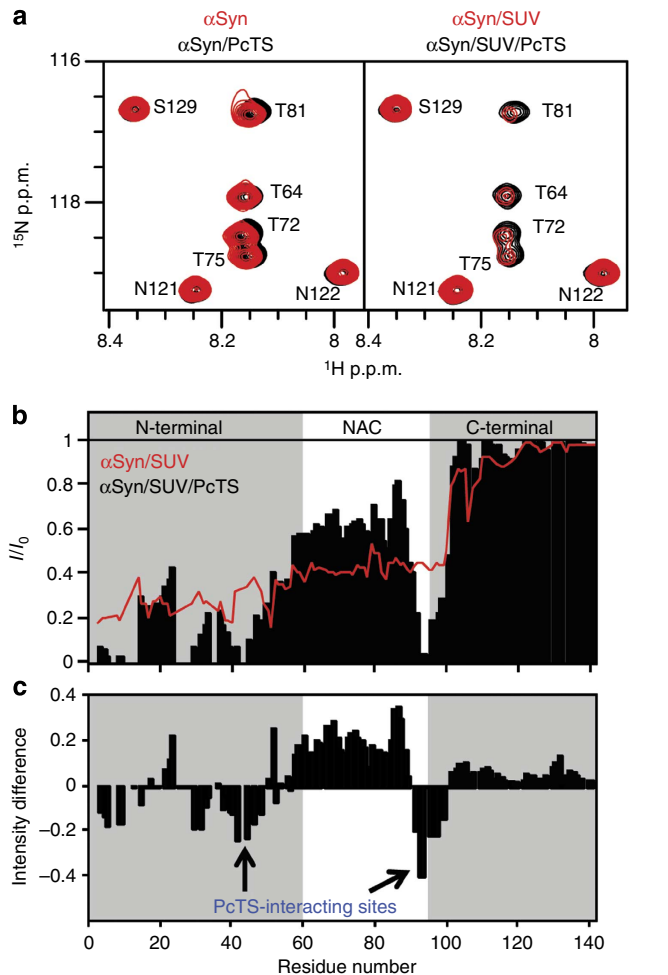 a
αSyn
αSyn/PcTS
αSyn/SUV
αSyn/SUV/PcTS
116
118
¹⁵N p.p.m.
S129
T81
T64
T72
T75
N121
N122
S129
T81
T64
T72
T75
N121
N122
8.4
8.2
8
8.4
8.2
8
¹H p.p.m.
b
N-terminal
NAC
C-terminal
αSyn/SUV
αSyn/SUV/PcTS
1
0.8
0.6
0.4
0.2
0
I/I₀
c
0.4
0.2
0
−0.2
−0.4
Intensity difference
PcTS-interacting sites
0
20
40
60
80
100
120
140
Residue number